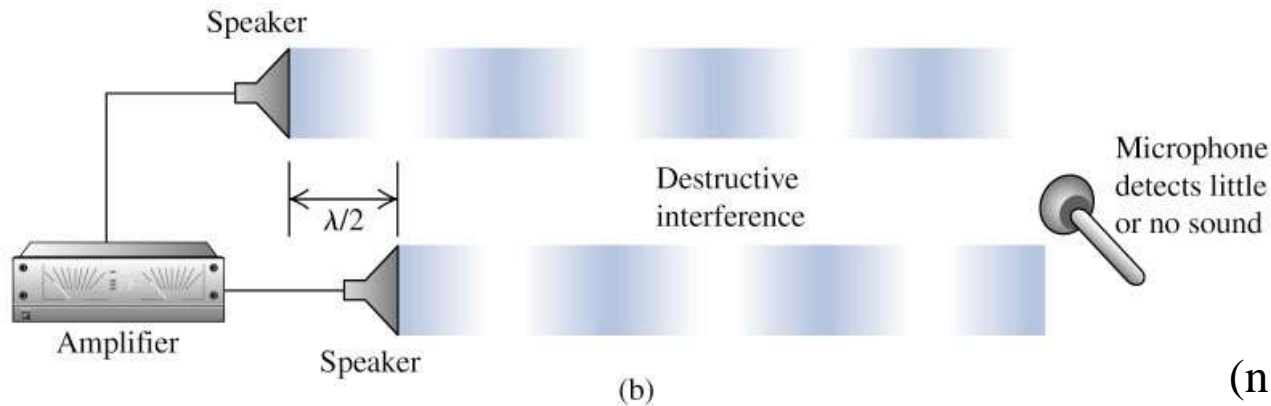 Speaker
λ/2
Destructive
interference
Microphone
detects little
or no sound
Amplifier
Speaker
(b)
(n